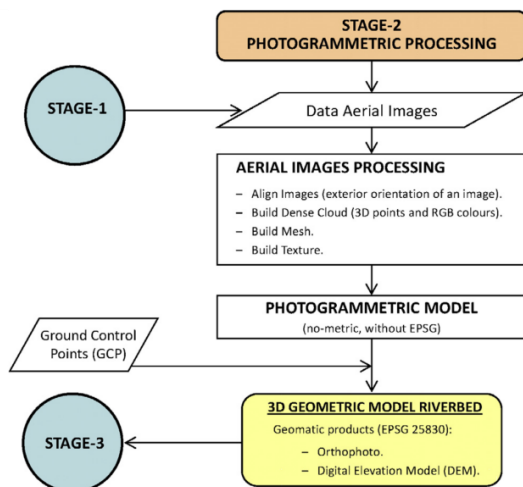 STAGE-2
PHOTOGRAMMETRIC PROCESSING
STAGE-1
Data Aerial Images
AERIAL IMAGES PROCESSING
– Align Images (exterior orientation of an image).
– Build Dense Cloud (3D points and RGB colours).
– Build Mesh.
– Build Texture.
PHOTOGRAMMETRIC MODEL
(no-metric, without EPSG)
Ground Control
Points (GCP)
3D GEOMETRIC MODEL RIVERBED
Geomatic products (EPSG 25830):
– Orthophoto.
– Digital Elevation Model (DEM).
STAGE-3